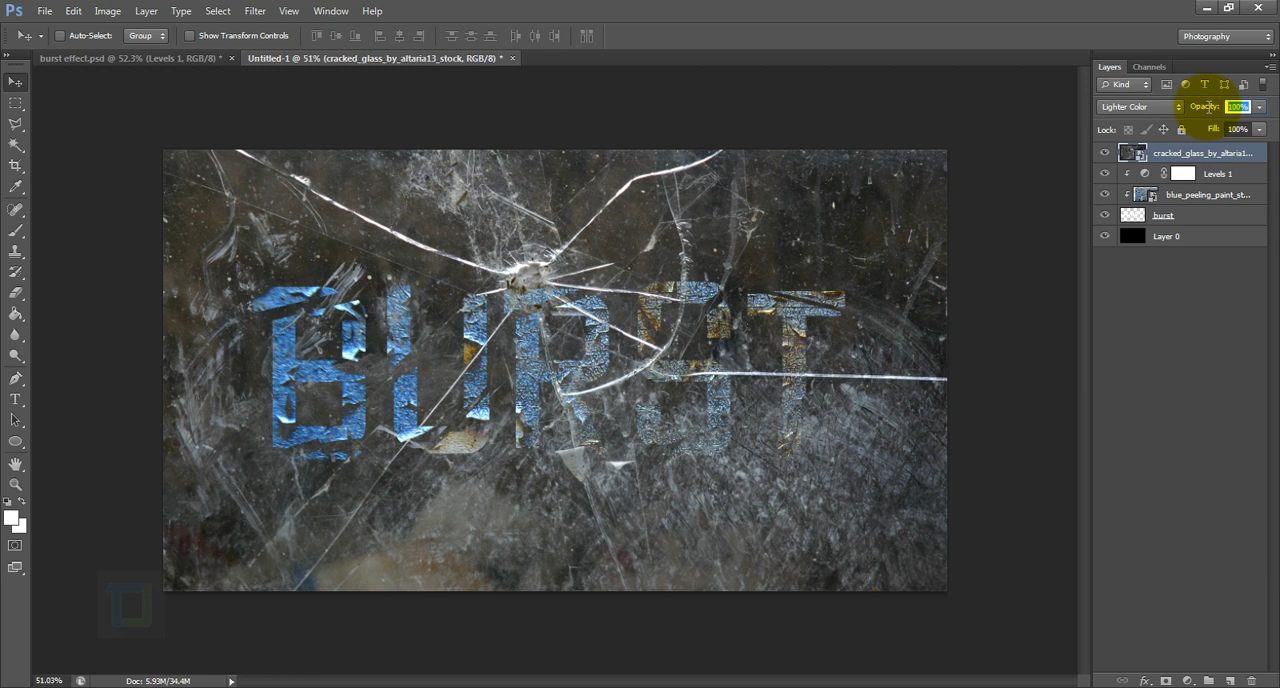 Ps File Edit Image Layer Type Select Filter View Window Help
Auto-Select: Group Show Transform Controls Photography
burst effect.psd @ 52.3% (Levels 1, RGB/8) * × Untitled-1 @ 51% (cracked_glass_by_altaria13_stock, RGB/8) * ×
Layers Channels
Kind
Lighter Color Opacity: 100%
Lock: Fill: 100%
cracked_glass_by_altaria1...
Levels 1
blue_peeling_paint_st...
burst
Layer 0
BURST
51.03% Doc: 5.93M/34.4M